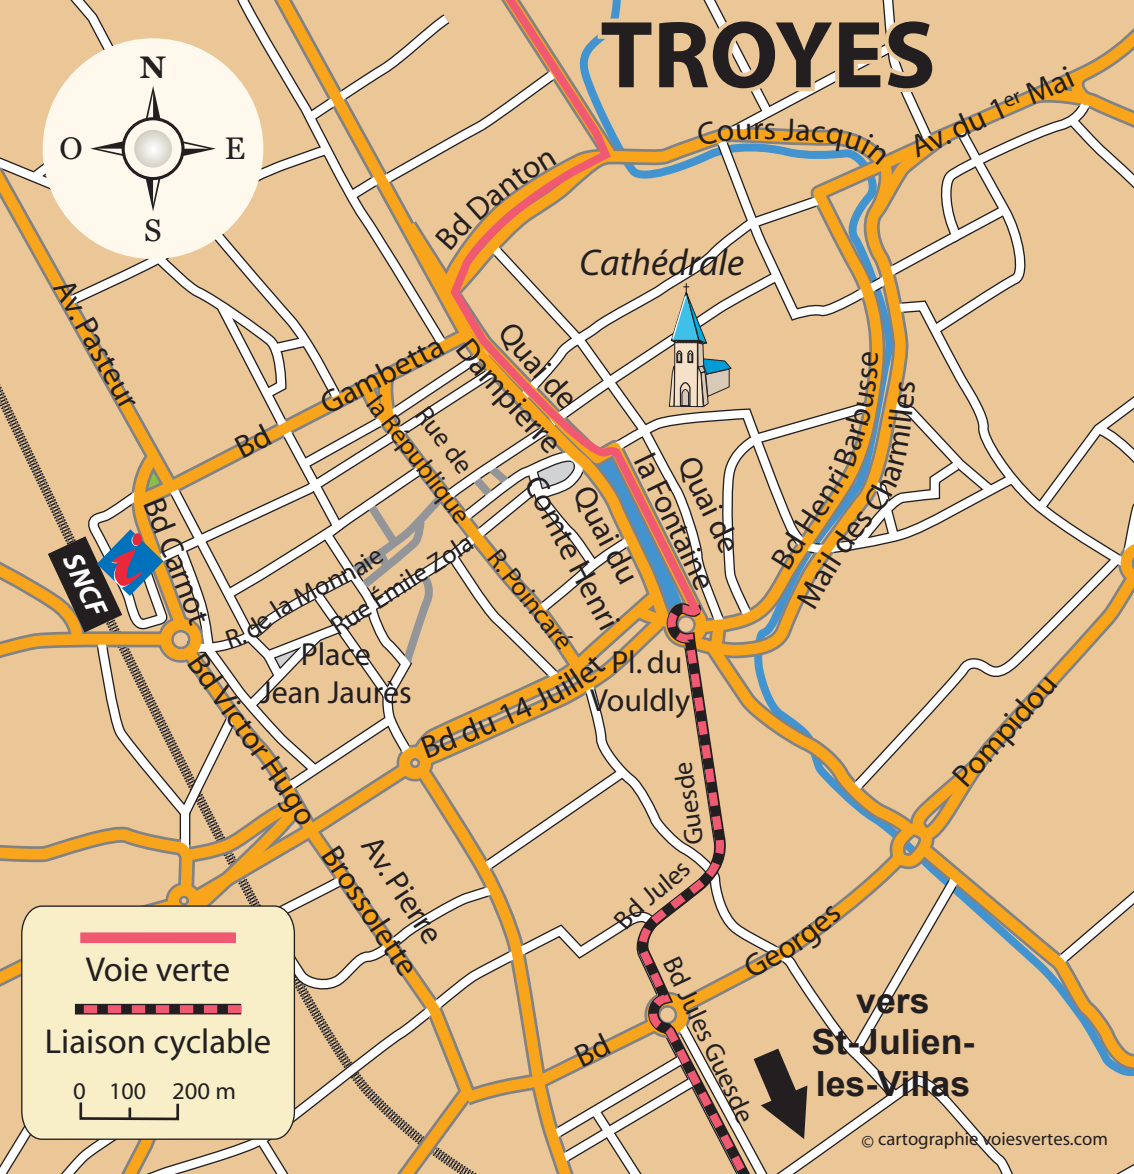 TROYES
N
O
E
S
Cours Jacquin
Av. du 1er Mai
Bd Danton
Cathédrale
Av. Pasteur
Quai de
Dampierre
Bd
Gambetta
la République
Rue de
Bd Henri Barbusse
Mail des Charmilles
Quai de
la Fontaine
Quai du
Comte Henri
Bd Carnot
SNCF
i
R. de la Monnaie
Rue Émile Zola
R. Poincaré
Place
Jean Jaurès
Pl. du
Vouldly
Bd du 14 Juillet
Bd Victor Hugo
Pompidou
Guesde
Bd Jules
Av. Pierre
Brossolette
Georges
Bd
Bd Jules Guesde
Voie verte
Liaison cyclable
0 100 200 m
vers
St-Julien-
les-Villas
© cartographie voiesvertes.com